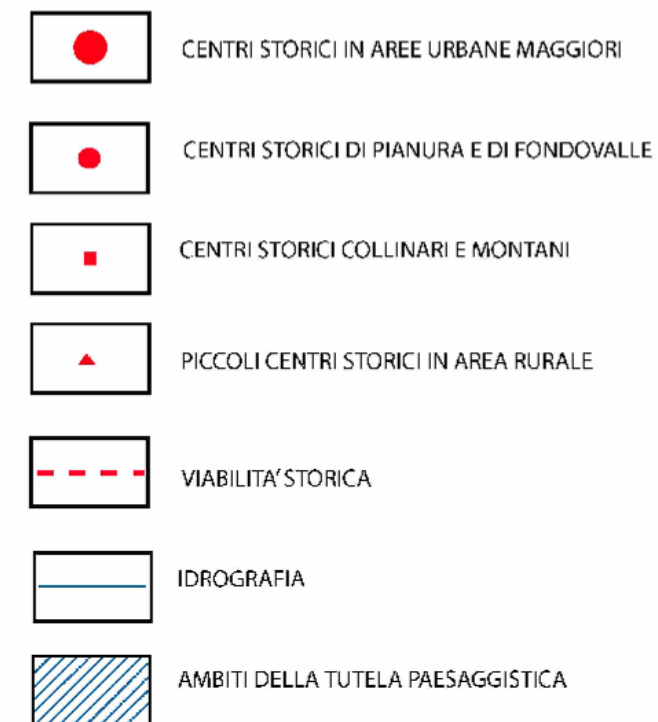 CENTRI STORICI IN AREE URBANE MAGGIORI
CENTRI STORICI DI PIANURA E DI FONDOVALLE
CENTRI STORICI COLLINARI E MONTANI
PICCOLI CENTRI STORICI IN AREA RURALE
VIABILITA' STORICA
IDROGRAFIA
AMBITI DELLA TUTELA PAESAGGISTICA